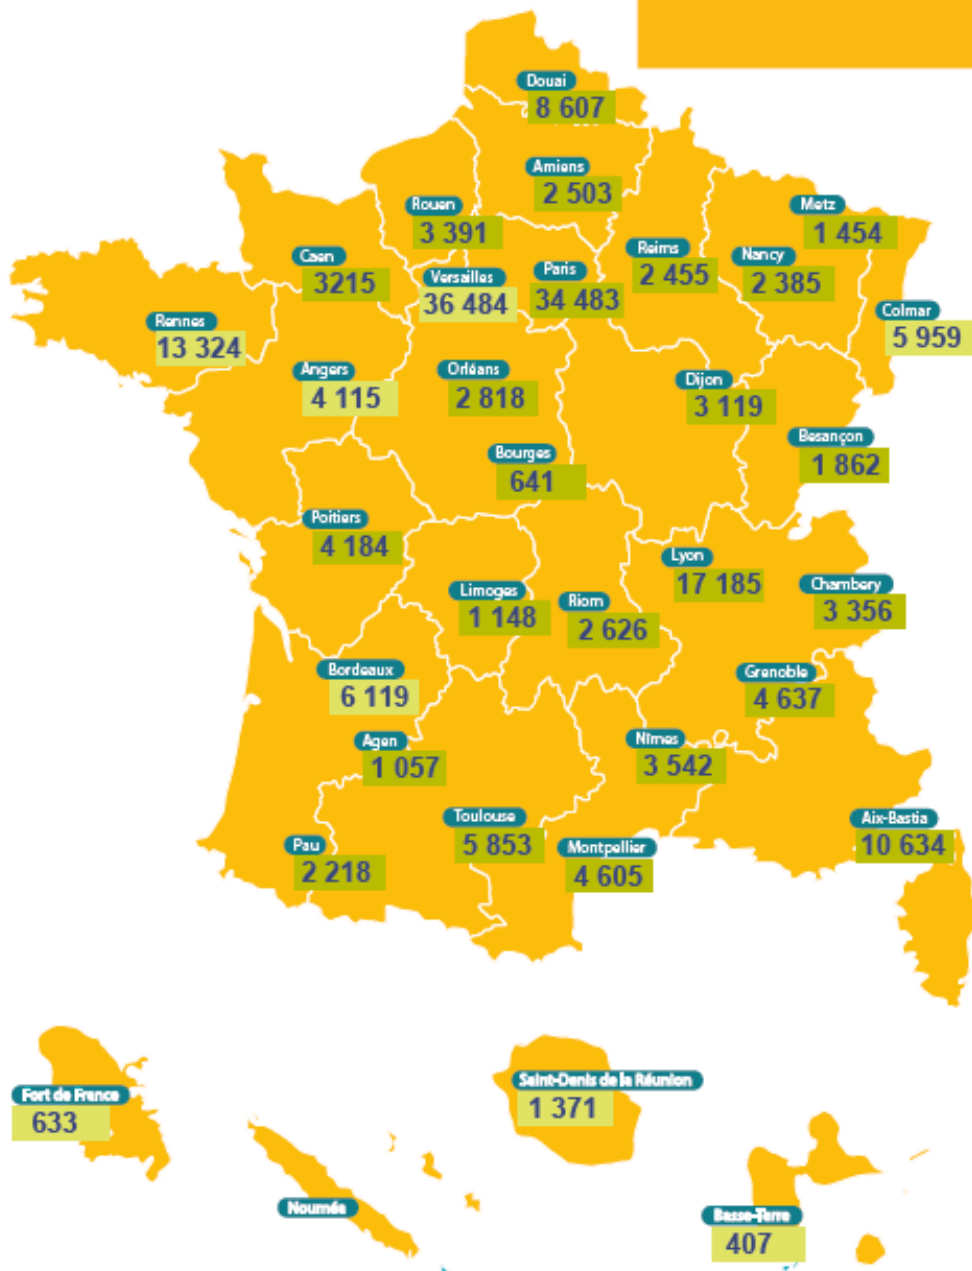 Douai
8 607
Amiens
2 503
Rouen
3 391
Metz
1 454
Caen
3215
Versailles
36 484
Paris
34 483
Reims
2 455
Nancy
2 385
Rennes
13 324
Colmar
5 959
Angers
4 115
Orléans
2 818
Dijon
3 119
Besançon
1 862
Bourges
641
Poitiers
4 184
Lyon
17 185
Limoges
1 148
Riom
2 626
Chambery
3 356
Bordeaux
6 119
Grenoble
4 637
Agen
1 057
Nîmes
3 542
Toulouse
5 853
Pau
2 218
Montpellier
4 605
Aix-Bastia
10 634
Fort de France
633
Saint-Denis de la Réunion
1 371
Nouméa
Basse-Terre
407